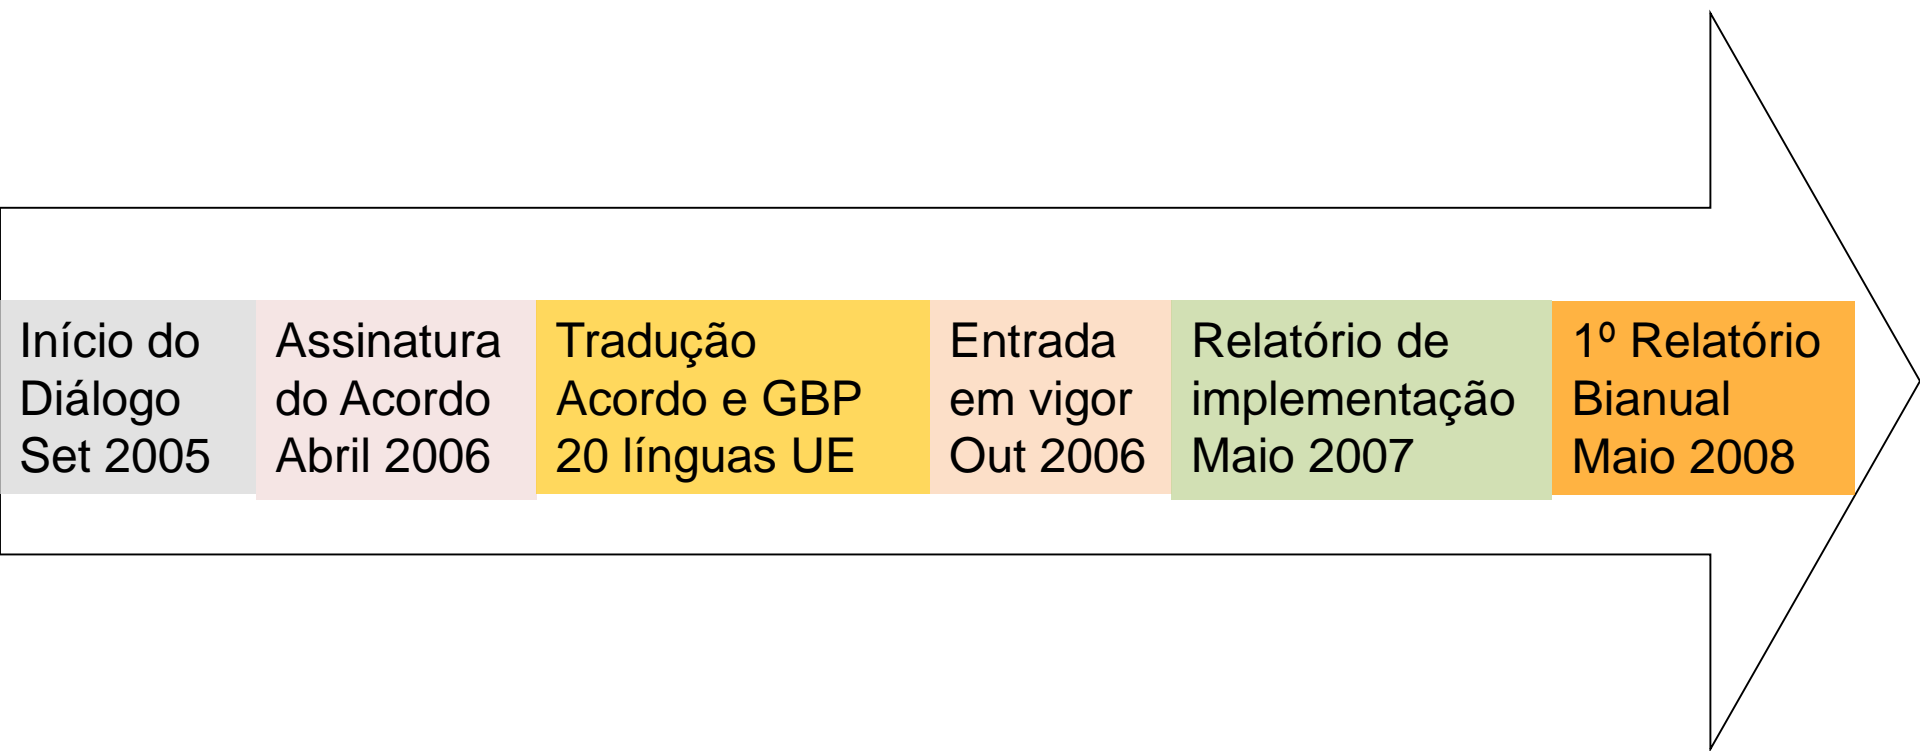 Início do
Diálogo
Set 2005
Assinatura
do Acordo
Abril 2006
Tradução
Acordo e GBP
20 línguas UE
Entrada
em vigor
Out 2006
Relatório de
implementação
Maio 2007
1º Relatório
Bianual
Maio 2008